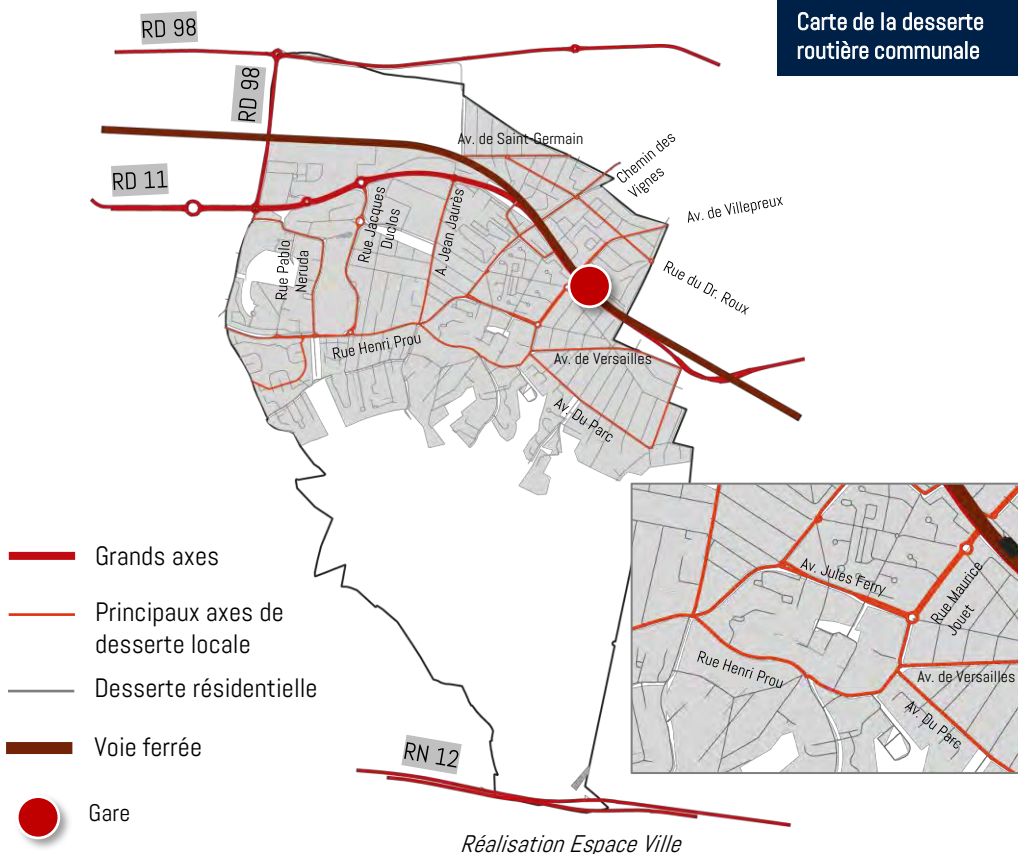 Carte de la desserte
routière communale
RD 98
RD 98
RD 11
Av. de Saint-Germain
Chemin des
Vignes
Av. de Villepreux
Rue du Dr. Roux
Rue Jacques
Duclos
A. Jean Jaurès
Rue Pablo
Neruda
Rue Henri Prou
Av. de Versailles
Av. Du Parc
Grands axes
Principaux axes de
desserte locale
Desserte résidentielle
Voie ferrée
Gare
RN 12
Av. Jules Ferry
Rue Maurice
Jouet
Rue Henri Prou
Av. de Versailles
Av. Du Parc
Réalisation Espace Ville